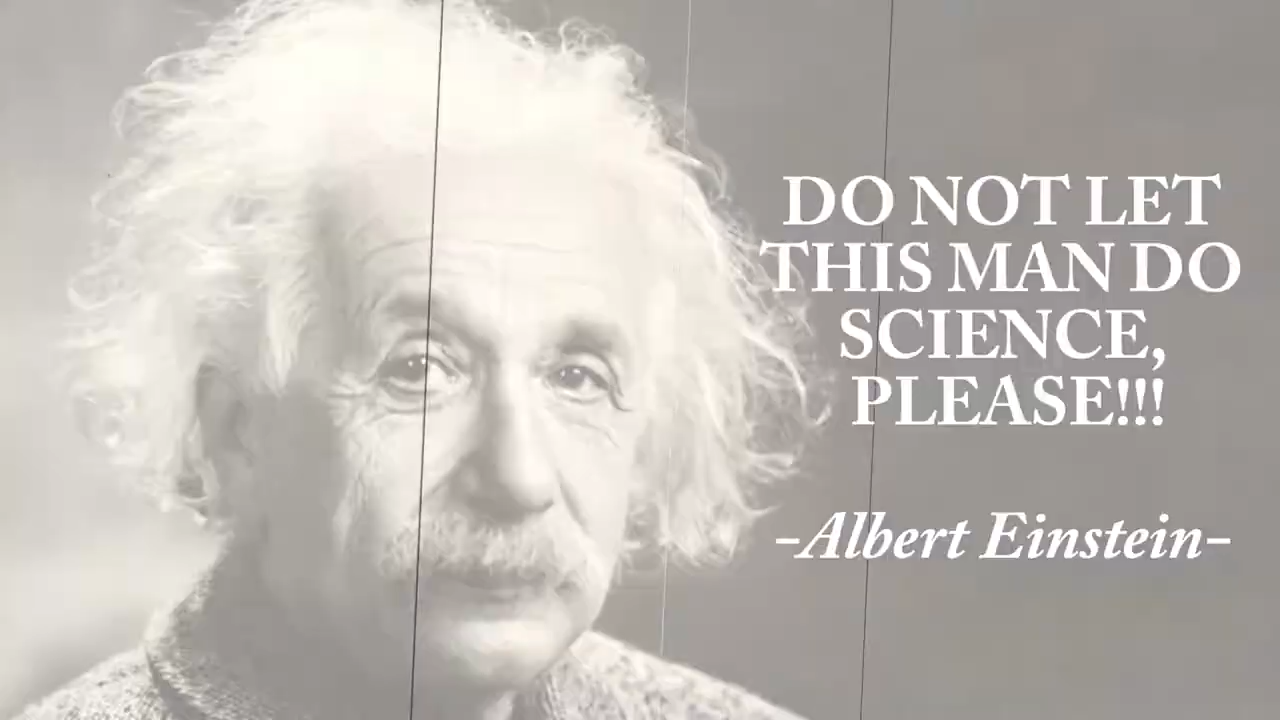 DO NOT LET
THIS MAN DO
SCIENCE,
PLEASE!!!
-Albert Einstein-